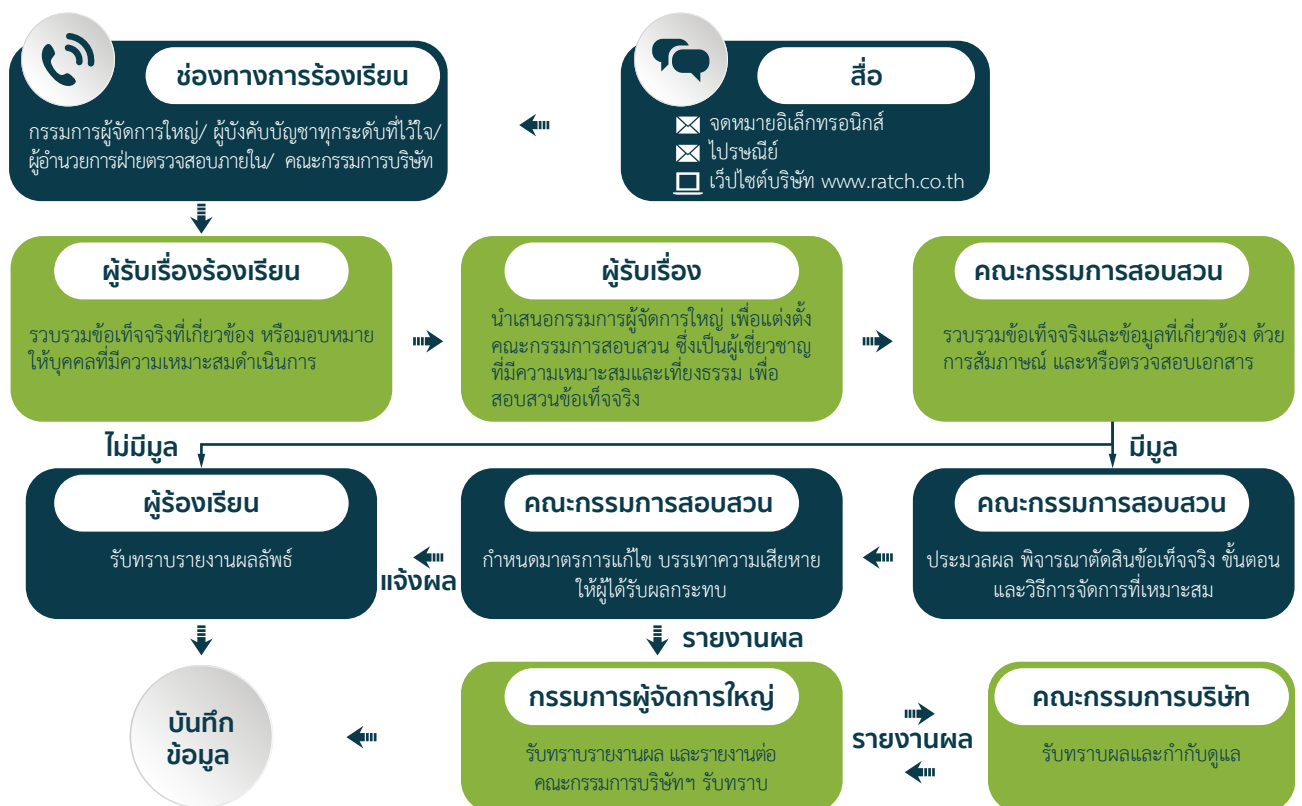 ช่องทางการร้องเรียน
กรรมการผู้จัดการใหญ่/ ผู้บังคับบัญชาทุกระดับที่ไว้ใจ/
ผู้อำนวยการฝ่ายตรวจสอบภายใน/ คณะกรรมการบริษัท
สื่อ
จดหมายอิเล็กทรอนิกส์
ไปรษณีย์
เว็ปไซต์บริษัท www.ratch.co.th
ผู้รับเรื่องร้องเรียน
รวบรวมข้อเท็จจริงที่เกี่ยวข้อง หรือมอบหมาย
ให้บุคคลที่มีความเหมาะสมดำเนินการ
ผู้รับเรื่อง
นำเสนอกรรมการผู้จัดการใหญ่ เพื่อแต่งตั้ง
คณะกรรมการสอบสวน ซึ่งเป็นผู้เชี่ยวชาญ
ที่มีความเหมาะสมและเที่ยงธรรม เพื่อ
สอบสวนข้อเท็จจริง
คณะกรรมการสอบสวน
รวบรวมข้อเท็จจริงและข้อมูลที่เกี่ยวข้อง ด้วย
การสัมภาษณ์ และหรือตรวจสอบเอกสาร
ไม่มีมูล
มีมูล
ผู้ร้องเรียน
รับทราบรายงานผลลัพธ์
แจ้งผล
คณะกรรมการสอบสวน
กำหนดมาตรการแก้ไข บรรเทาความเสียหาย
ให้ผู้ได้รับผลกระทบ
คณะกรรมการสอบสวน
ประมวลผล พิจารณาตัดสินข้อเท็จจริง ขั้นตอน
และวิธีการจัดการที่เหมาะสม
รายงานผล
บันทึก
ข้อมูล
กรรมการผู้จัดการใหญ่
รับทราบรายงานผล และรายงานต่อ
คณะกรรมการบริษัทฯ รับทราบ
รายงานผล
คณะกรรมการบริษัท
รับทราบผลและกำกับดูแล